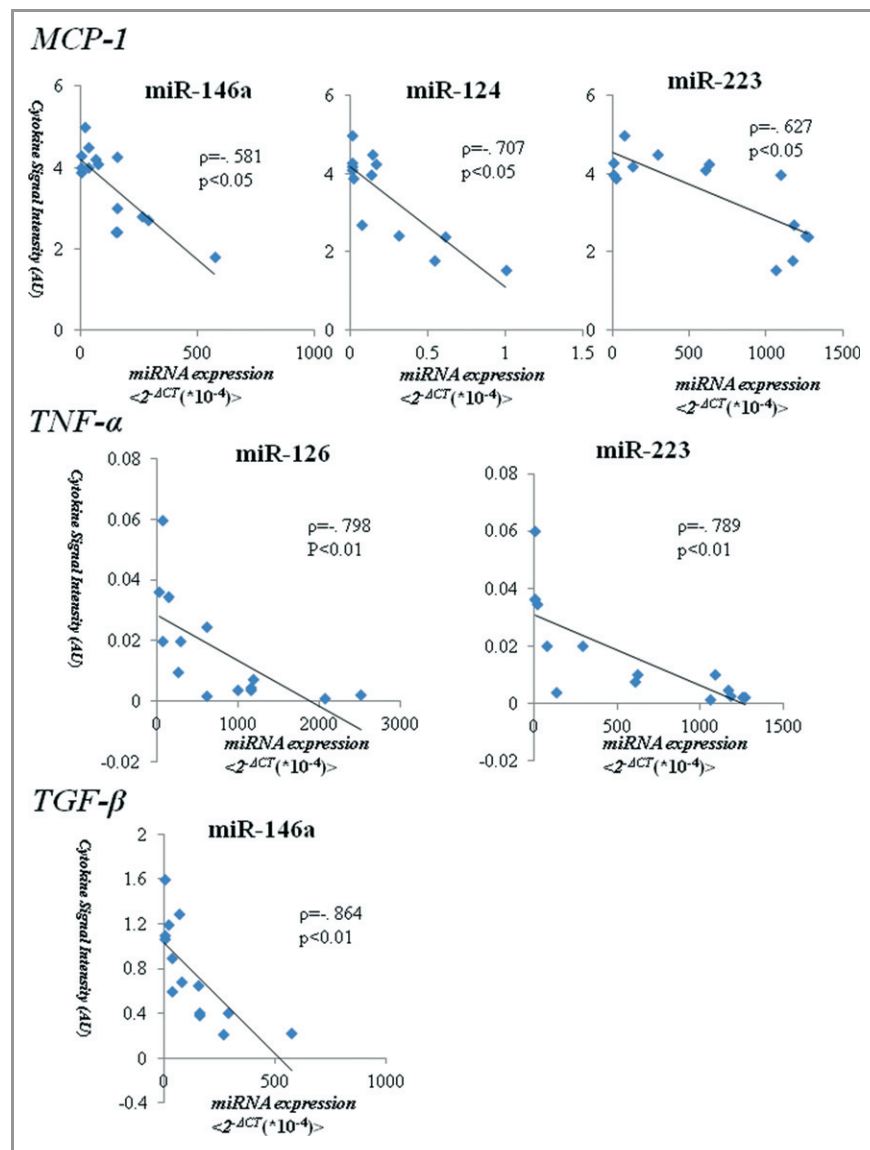 MCP-1
miR-146a
miR-124
miR-223
Cytokine Signal Intensity (AU)
6
4
2
0
ρ=-. 581
p<0.05
0
500
1000
miRNA expression
<2-ΔCT(*10-4)>
6
4
2
0
ρ=-. 707
p<0.05
0
0.5
1
1.5
miRNA expression
<2-ΔCT(*10-4)>
6
4
2
0
ρ=-. 627
p<0.05
0
500
1000
1500
miRNA expression
<2-ΔCT(*10-4)>
TNF-α
miR-126
miR-223
Cytokine Signal Intensity (AU)
0.08
0.06
0.04
0.02
0
-0.02
ρ=-. 798
P<0.01
0
1000
2000
3000
miRNA expression
<2-ΔCT(*10-4)>
0.08
0.06
0.04
0.02
0
-0.02
ρ=-. 789
p<0.01
0
500
1000
1500
miRNA expression
<2-ΔCT(*10-4)>
TGF-β
miR-146a
Cytokine Signal Intensity (AU)
2
1.6
1.2
0.8
0.4
0
-0.4
ρ=-. 864
p<0.01
0
500
1000
miRNA expression
<2-ΔCT(*10-4)>